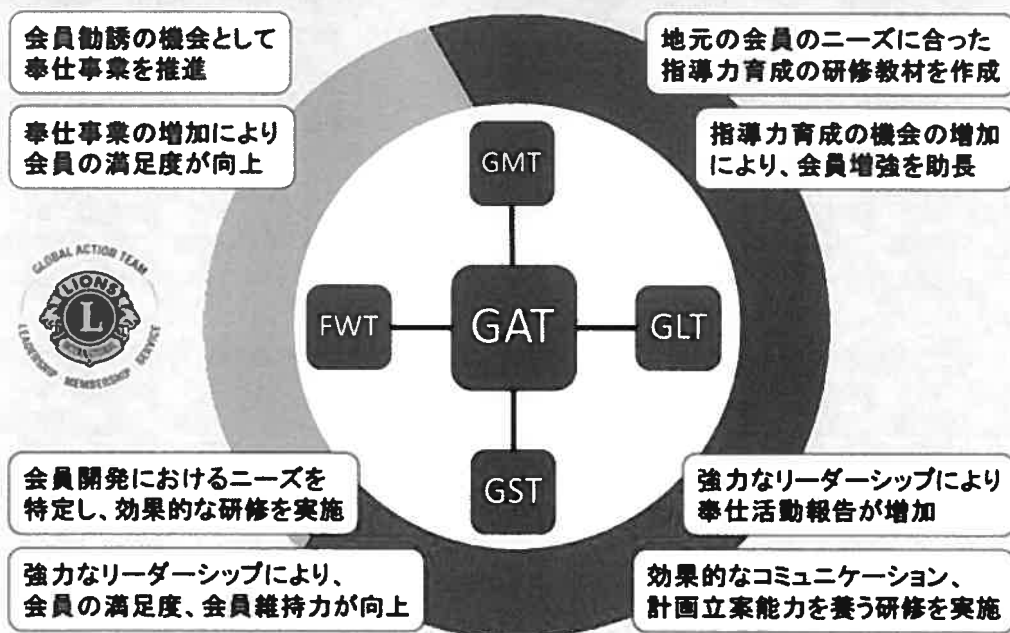 会員勧誘の機会として
奉仕事業を推進
地元の会員のニーズに合った
指導力育成の研修教材を作成
奉仕事業の増加により
会員の満足度が向上
指導力育成の機会の増加
により、会員増強を助長
GMT
GLOBAL ACTION TEAM
LIONS
L
LEADERSHIP MEMBERSHIP SERVICE
FWT
GAT
GLT
GST
会員開発におけるニーズを
特定し、効果的な研修を実施
強力なリーダーシップにより
奉仕活動報告が増加
強力なリーダーシップにより、
会員の満足度、会員維持力が向上
効果的なコミュニケーション、
計画立案能力を養う研修を実施